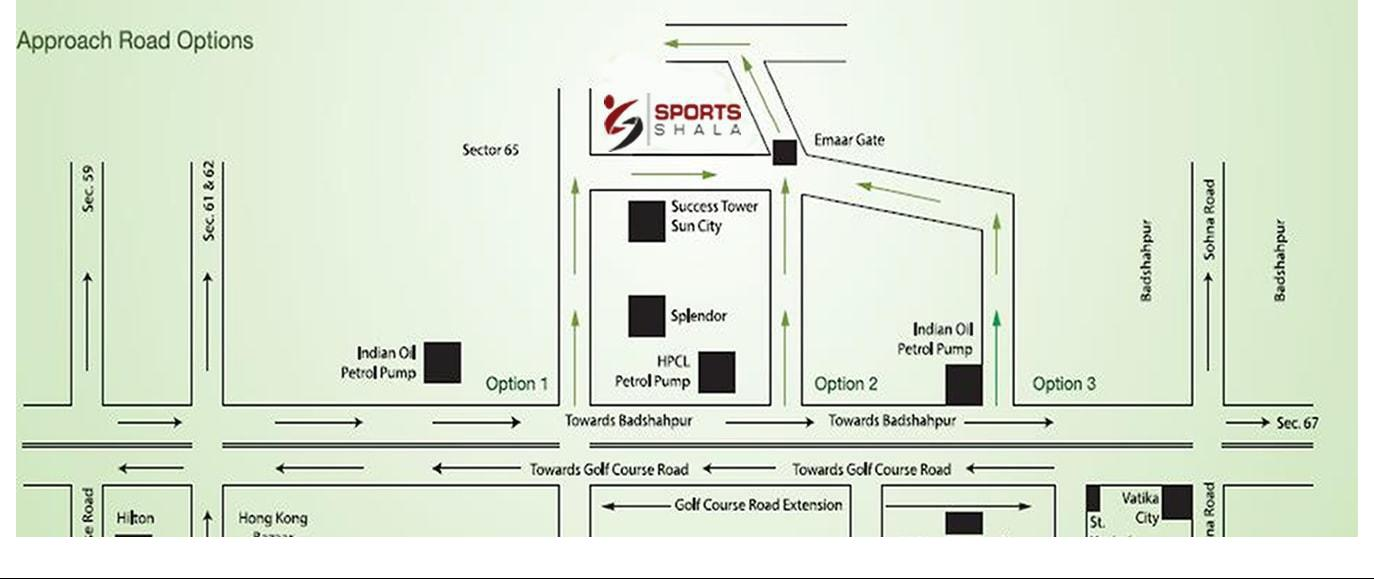 Approach Road Options
SPORTS
SHALA
Emaar Gate
Sector 65
Sec. 59
Sec. 61 & 62
Success Tower
Sun City
Splendor
HPCL
Petrol Pump
Indian Oil
Petrol Pump
Indian Oil
Petrol Pump
Option 1
Option 2
Option 3
Badshahpur
Sohna Road
Badshahpur
Towards Badshahpur
Towards Badshahpur
Sec. 67
Towards Golf Course Road
Towards Golf Course Road
Golf Course Road Extension
Road
Hilton
Hong Kong
St.
Vatika
City
Road